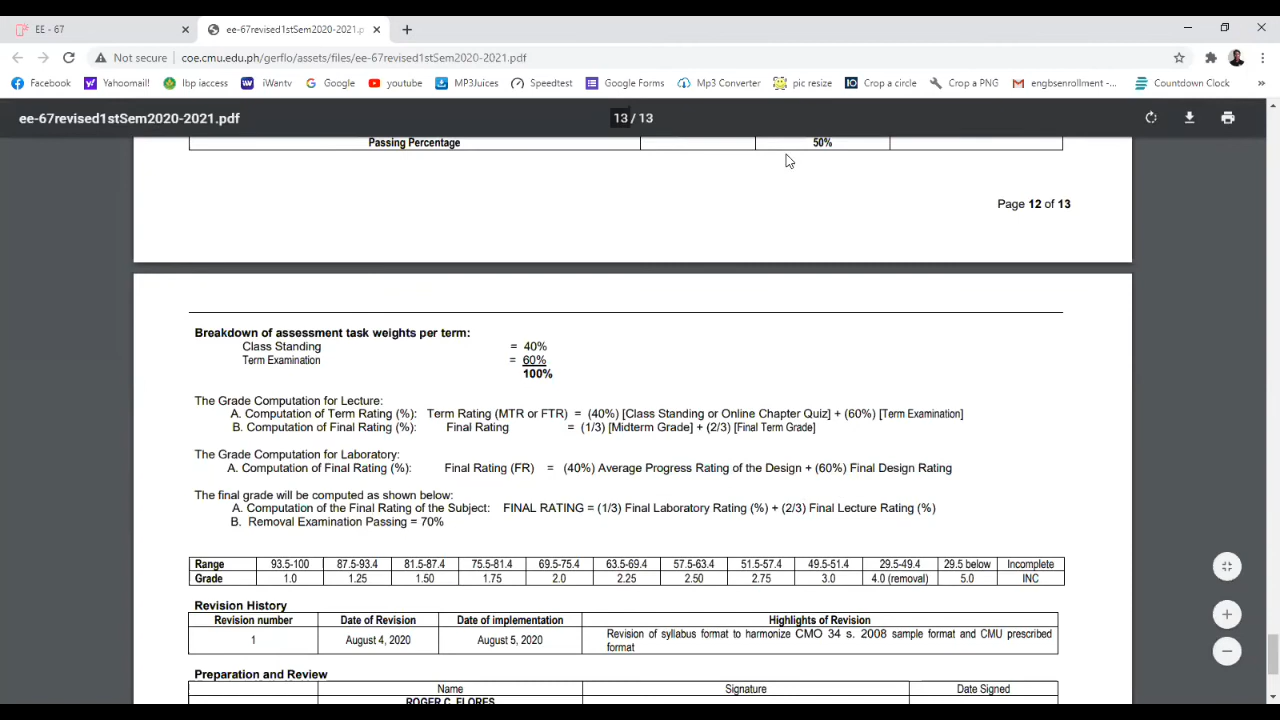 EE - 67
ee-67revised1stSem2020-2021.p
Not secure | coe.cmu.edu.ph/gerflo/assets/files/ee-67revised1stSem2020-2021.pdf
Facebook Yahoomail! lbp iaccess iWantv Google youtube MP3Juices Speedtest Google Forms Mp3 Converter pic resize Crop a circle Crop a PNG engbsenrollment -... Countdown Clock »
ee-67revised1stSem2020-2021.pdf 13 / 13
Passing Percentage 50%
Page 12 of 13
Breakdown of assessment task weights per term:
Class Standing = 40%
Term Examination = 60%
100%
The Grade Computation for Lecture:
A. Computation of Term Rating (%): Term Rating (MTR or FTR) = (40%) [Class Standing or Online Chapter Quiz] + (60%) [Term Examination]
B. Computation of Final Rating (%): Final Rating = (1/3) [Midterm Grade] + (2/3) [Final Term Grade]
The Grade Computation for Laboratory:
A. Computation of Final Rating (%): Final Rating (FR) = (40%) Average Progress Rating of the Design + (60%) Final Design Rating
The final grade will be computed as shown below:
A. Computation of the Final Rating of the Subject: FINAL RATING = (1/3) Final Laboratory Rating (%) + (2/3) Final Lecture Rating (%)
B. Removal Examination Passing = 70%
Range 93.5-100 87.5-93.4 81.5-87.4 75.5-81.4 69.5-75.4 63.5-69.4 57.5-63.4 51.5-57.4 49.5-51.4 29.5-49.4 29.5 below Incomplete
Grade 1.0 1.25 1.50 1.75 2.0 2.25 2.50 2.75 3.0 4.0 (removal) 5.0 INC
Revision History
Revision number Date of Revision Date of implementation Highlights of Revision
1 August 4, 2020 August 5, 2020 Revision of syllabus format to harmonize CMO 34 s. 2008 sample format and CMU prescribed
format
Preparation and Review
Name Signature Date Signed
ROGER C. FLORES